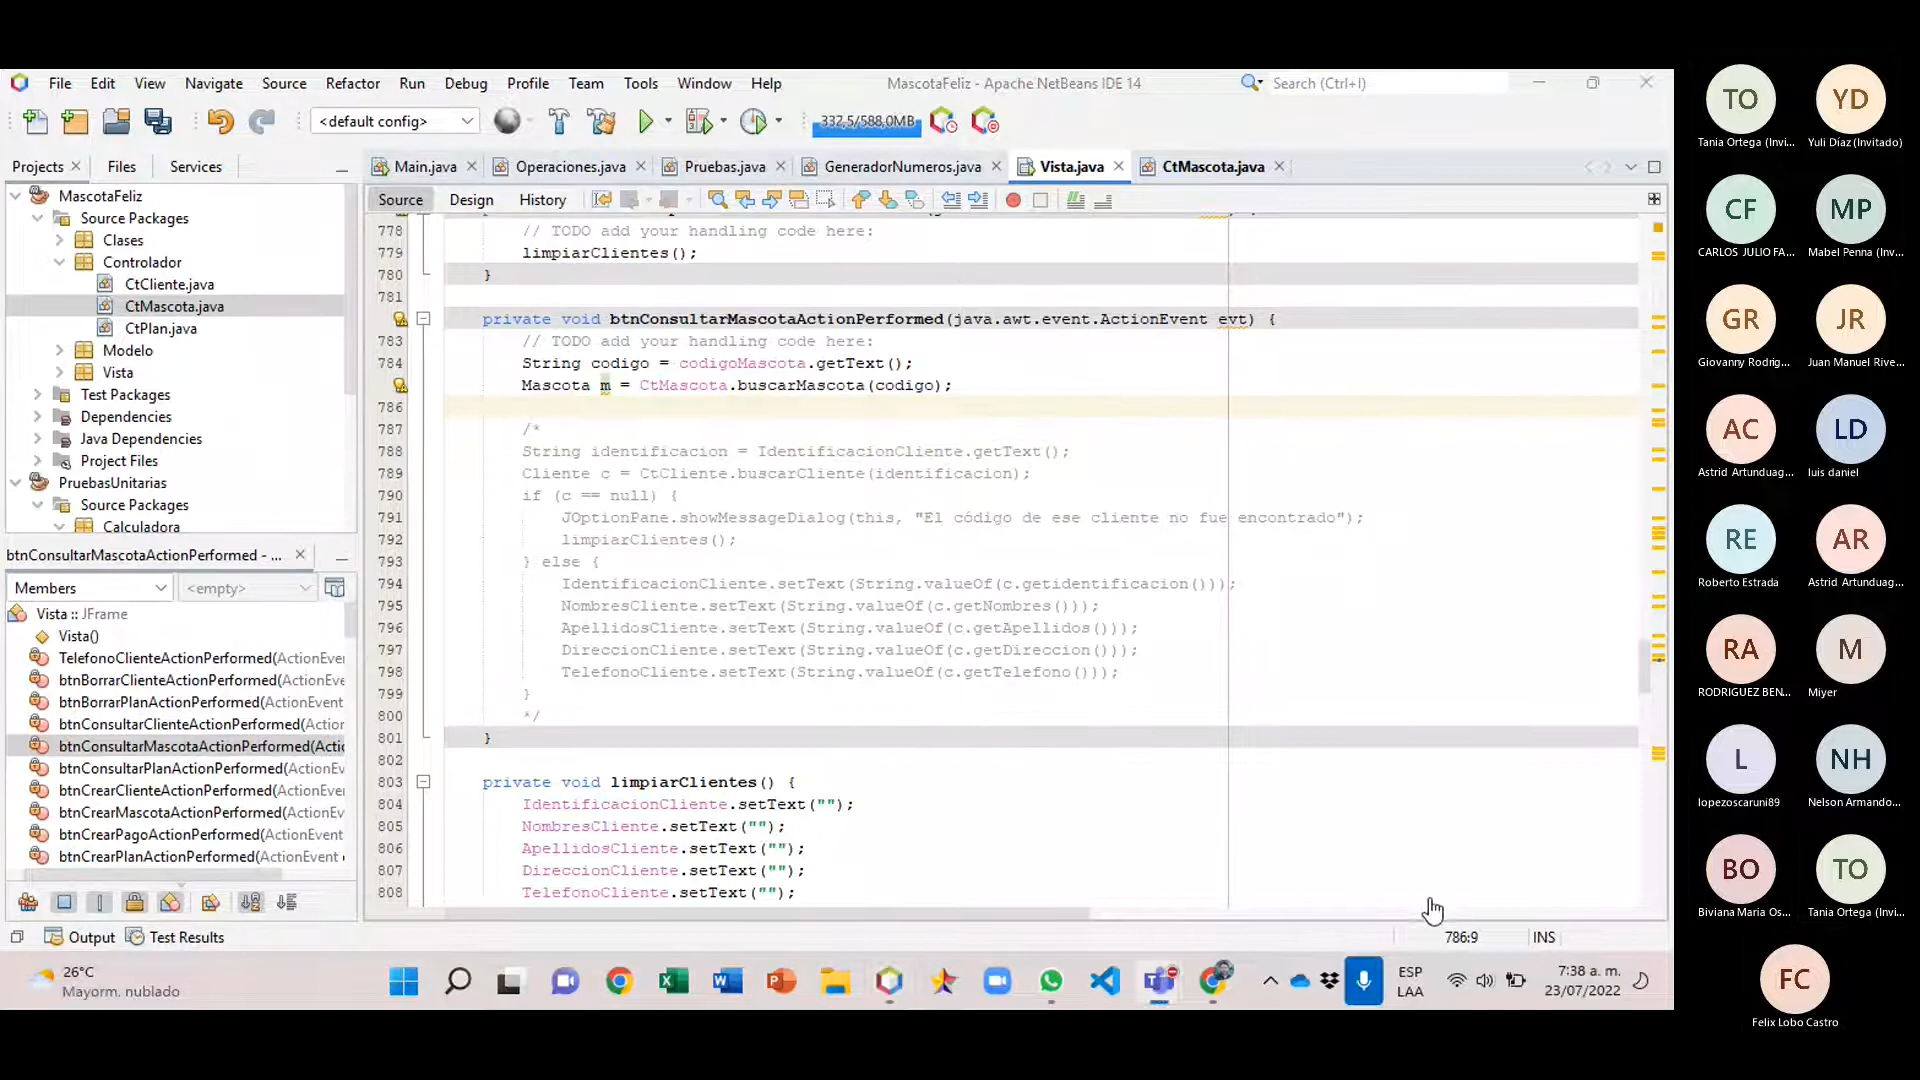 File Edit View Navigate Source Refactor Run Debug Profile Team Tools Window Help
MascotaFeliz - Apache NetBeans IDE 14
Search (Ctrl+I)
<default config>
332,5/588,0MB
Projects Files Services
Main.java Operaciones.java Pruebas.java GeneradorNumeros.java Vista.java CtMascota.java
Source Design History
MascotaFeliz
Source Packages
Clases
Controlador
CtCliente.java
CtMascota.java
CtPlan.java
Modelo
Vista
Test Packages
Dependencies
Java Dependencies
Project Files
PruebasUnitarias
Source Packages
Calculadora
btnConsultarMascotaActionPerformed - ...
Members <empty>
Vista :: JFrame
Vista()
TelefonoClienteActionPerformed(ActionEver
btnBorrarClienteActionPerformed(ActionEve
btnBorrarPlanActionPerformed(ActionEvent
btnConsultarClienteActionPerformed(Action
btnConsultarMascotaActionPerformed(Actic
btnConsultarPlanActionPerformed(ActionEv
btnCrearClienteActionPerformed(ActionEver
btnCrearMascotaActionPerformed(ActionEv
btnCrearPagoActionPerformed(ActionEvent
btnCrearPlanActionPerformed(ActionEvent e
778 // TODO add your handling code here:
779 limpiarClientes();
780 }
781
private void btnConsultarMascotaActionPerformed(java.awt.event.ActionEvent evt) {
783 // TODO add your handling code here:
784 String codigo = codigoMascota.getText();
Mascota m = CtMascota.buscarMascota(codigo);
786
787 /*
788 String identificacion = IdentificacionCliente.getText();
789 Cliente c = CtCliente.buscarCliente(identificacion);
790 if (c == null) {
791 JOptionPane.showMessageDialog(this, "El código de ese cliente no fue encontrado");
792 limpiarClientes();
793 } else {
794 IdentificacionCliente.setText(String.valueOf(c.getidentificacion()));
795 NombresCliente.setText(String.valueOf(c.getNombres()));
796 ApellidosCliente.setText(String.valueOf(c.getApellidos()));
797 DireccionCliente.setText(String.valueOf(c.getDireccion()));
798 TelefonoCliente.setText(String.valueOf(c.getTelefono()));
799 }
800 */
801 }
802
803 private void limpiarClientes() {
804 IdentificacionCliente.setText("");
805 NombresCliente.setText("");
806 ApellidosCliente.setText("");
807 DireccionCliente.setText("");
808 TelefonoCliente.setText("");
Output Test Results
786:9 INS
26°C
Mayorm. nublado
ESP
LAA
7:38 a. m.
23/07/2022
TO YD
Tania Ortega (Invi... Yuli Díaz(Invitado)
CF MP
CARLOS JULIO FA... Mabel Penna (Inv...
GR JR
Giovanny Rodrig... Juan Manuel Rive...
AC LD
Astrid Artunduag... luis daniel
RE AR
Roberto Estrada Astrid Artunduag...
RA M
RODRIGUEZ BEN... Miyer
L NH
lopezoscaruni89 Nelson Armando...
BO TO
Biviana Maria Os... Tania Ortega (Invi...
FC
Felix Lobo Castro